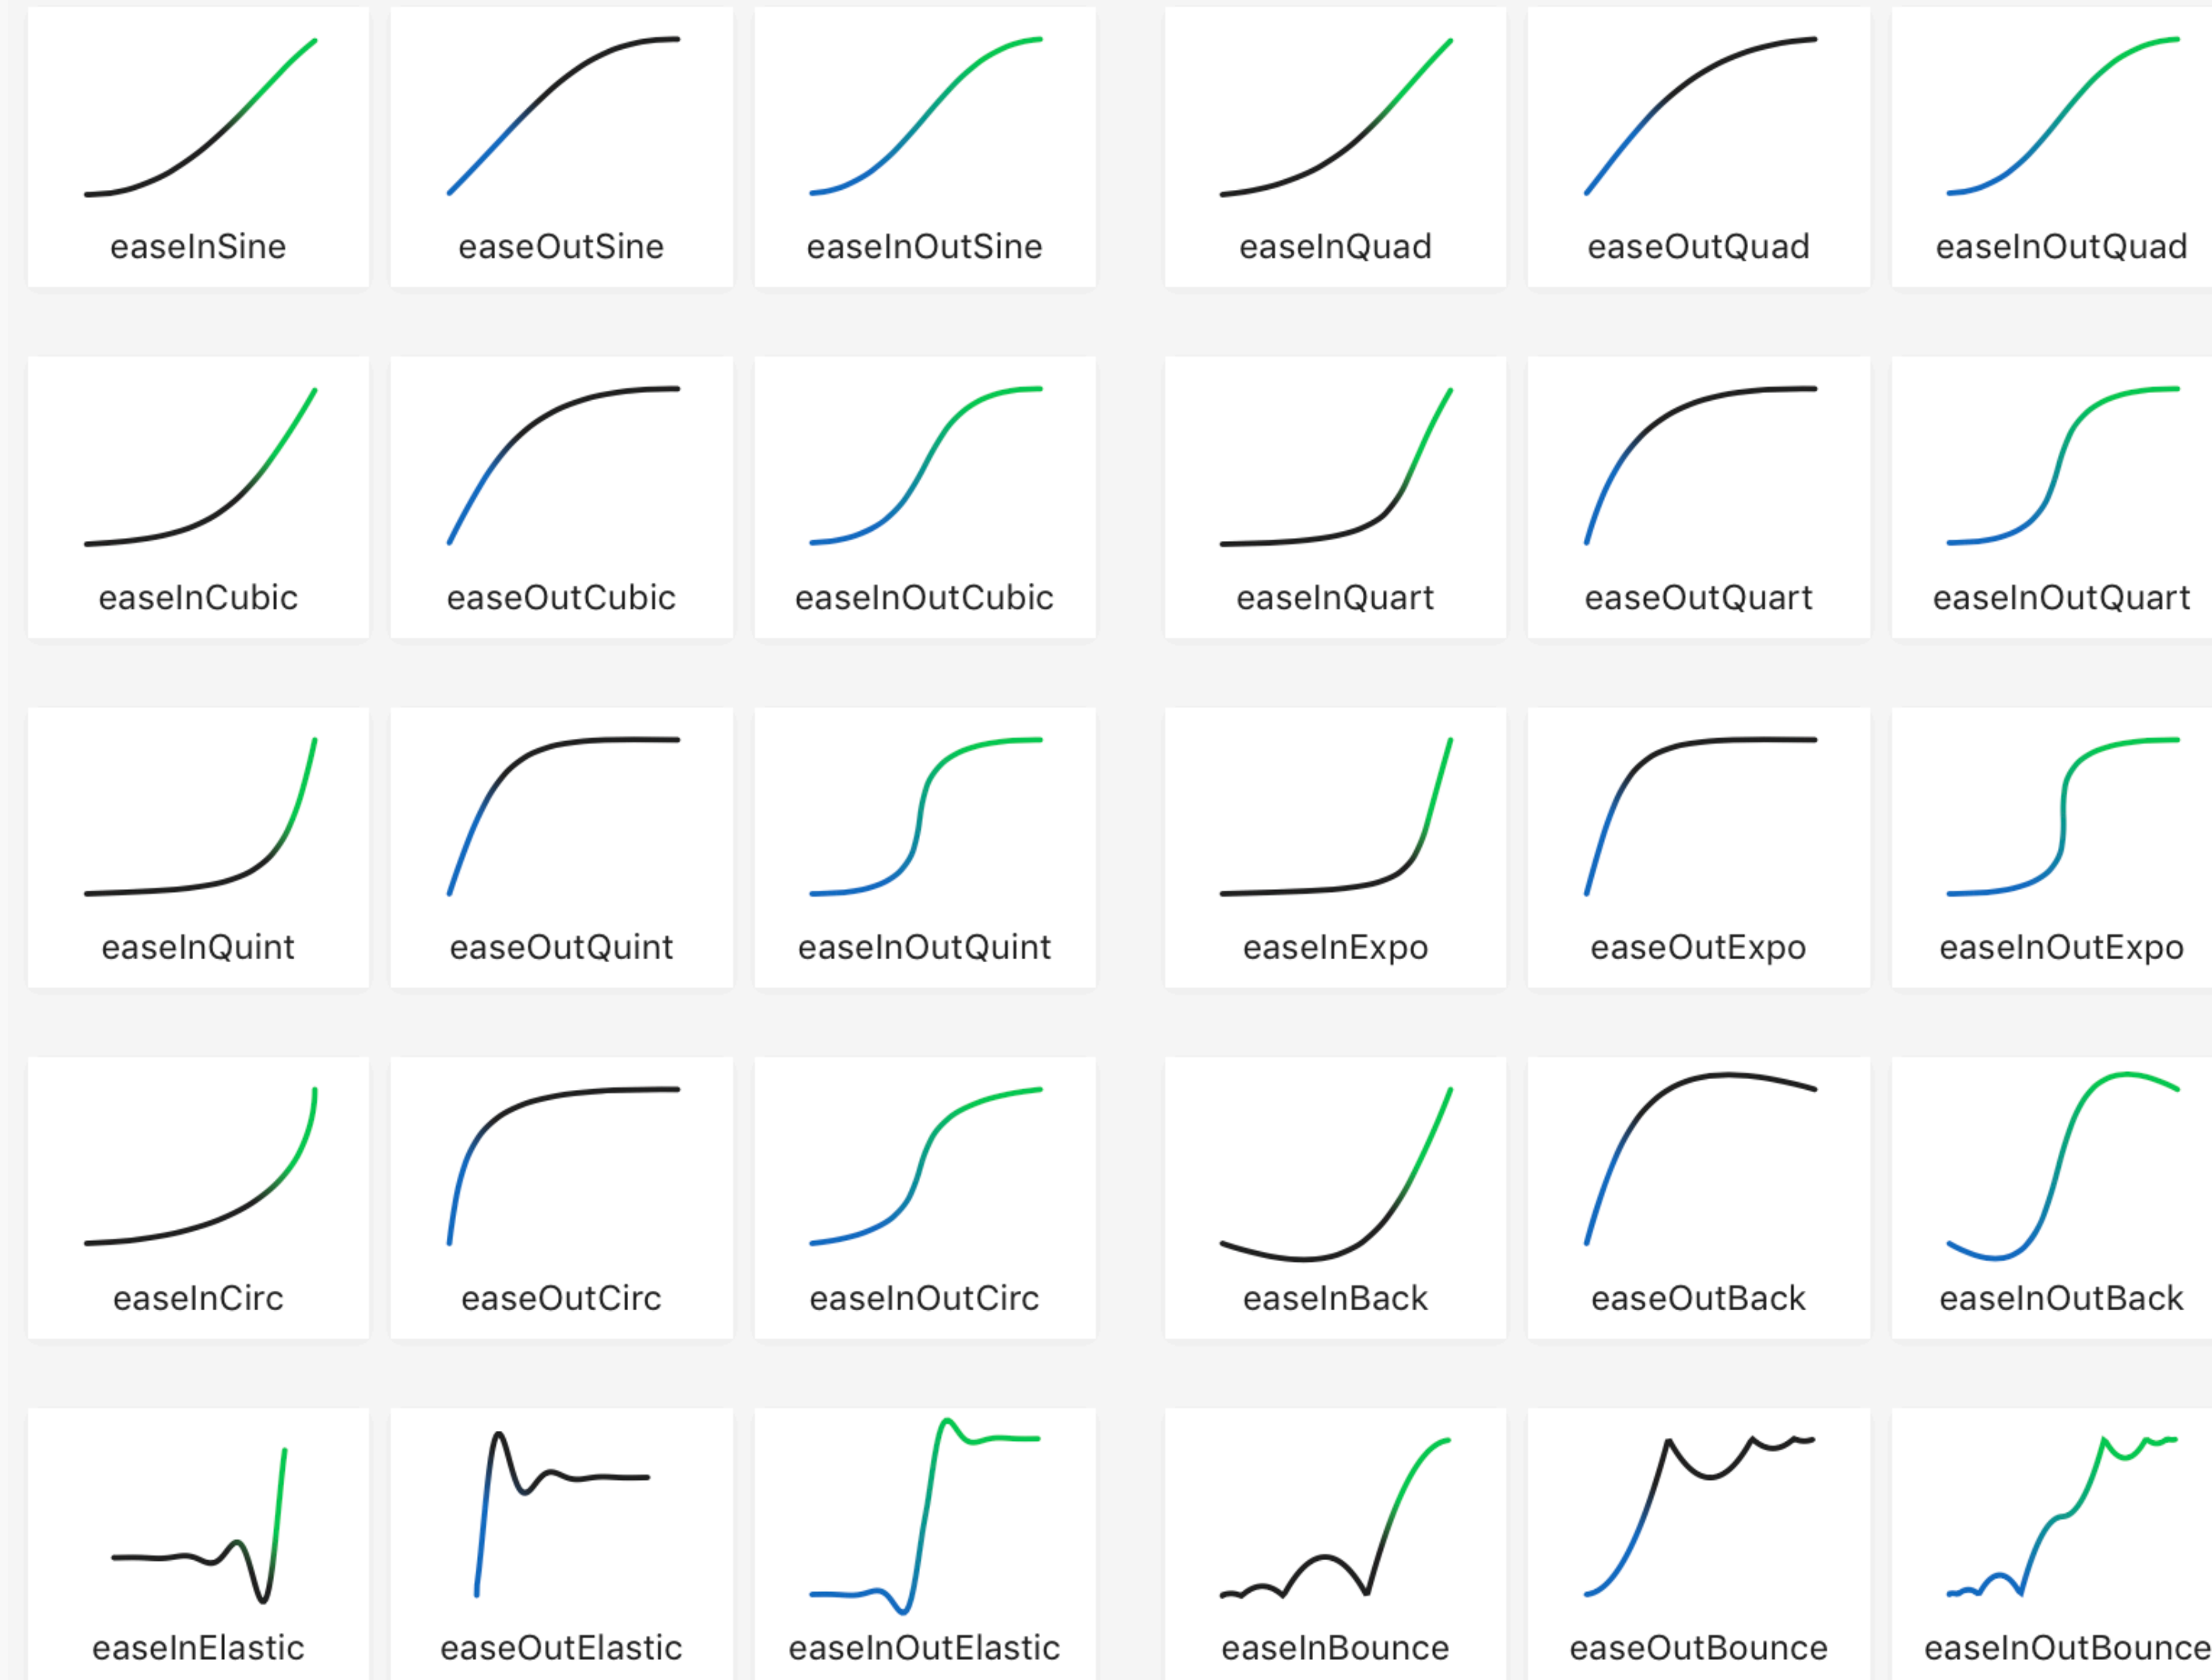 easeInSine
easeOutSine
easeInOutSine
easeInQuad
easeOutQuad
easeInOutQuad
easeInCubic
easeOutCubic
easeInOutCubic
easeInQuart
easeOutQuart
easeInOutQuart
easeInQuint
easeOutQuint
easeInOutQuint
easeInExpo
easeOutExpo
easeInOutExpo
easeInCirc
easeOutCirc
easeInOutCirc
easeInBack
easeOutBack
easeInOutBack
easeInElastic
easeOutElastic
easeInOutElastic
easeInBounce
easeOutBounce
easeInOutBounce